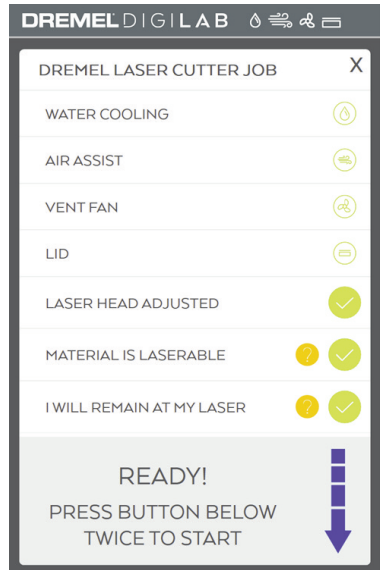 DREMEL DIGILAB
DREMEL LASER CUTTER JOB X
WATER COOLING
AIR ASSIST
VENT FAN
LID
LASER HEAD ADJUSTED
MATERIAL IS LASERABLE ?
I WILL REMAIN AT MY LASER ?
READY!
PRESS BUTTON BELOW
TWICE TO START